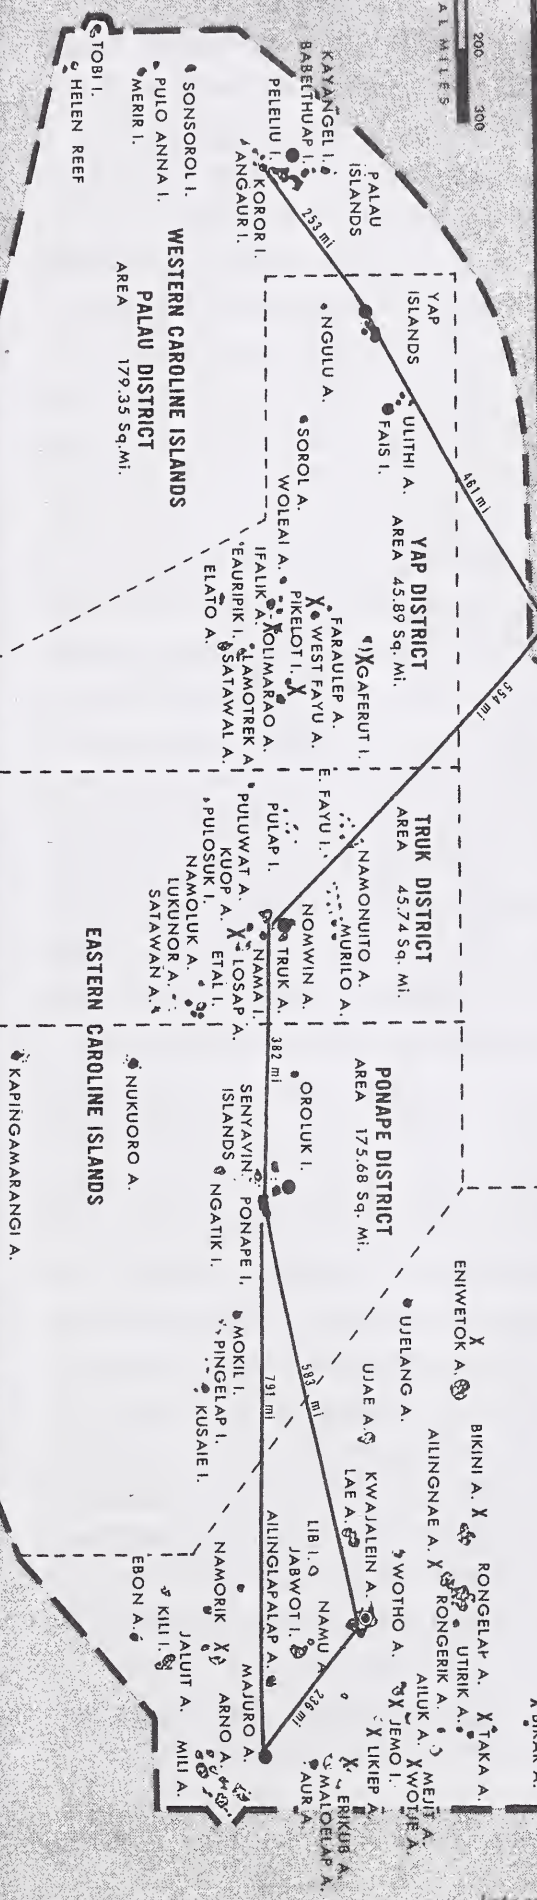 200 300
AL MILES
TOBI I.
HELEN REEF
SONSOROL I.
PULO ANNA I.
MERIR I.
KAYANGEL I.
BABELTHUAP I.
PELELIU I.
KOROR I.
ANGAUR I.
PALAU
ISLANDS
253 mi
WESTERN CAROLINE ISLANDS
PALAU DISTRICT
AREA 179.35 Sq.Mi.
YAP
ISLANDS
NGULU A.
ULITHI A.
FAIS I.
461 mi
SOROL A.
YAP DISTRICT
AREA 45.89 Sq. Mi.
WOLEAI A.
IFALIK A.
EAURIPIK I.
ELATO A.
X GAFERUT I.
FARAULEP A.
X WEST FAYU A.
PIKELOT I. X
X OLIMARAO A.
LAMOTREK A
SATAWAL A.
554 mi
TRUK DISTRICT
AREA 45.74 Sq. Mi.
E. FAYU I.
NAMONUITO A.
MURILO A.
NOMWIN A.
TRUK A.
PULAP I.
PULUWAT A.
PULOSUK I.
KUOP A. X
LOSAP A.
NAMA I.
NAMOLUK A.
ETAL I.
LUKUNOR A.
SATAWAN A.
EASTERN CAROLINE ISLANDS
382 mi
PONAPE DISTRICT
AREA 175.68 Sq. Mi.
OROLUK I.
SENYAVIN
ISLANDS
PONAPE I.
NGATIK I.
NUKUORO A.
KAPINGAMARANGI A.
MOKIL I.
PINGELAP I.
KUSAIE I.
583 mi
791 mi
X
ENIWETOK A.
UJELANG A.
UJAE A.
LAE A.
BIKINI A. X
AILINGNAE A. X
RONGELAP A.
RONGERIK A.
UTIRIK A.
X TAKA A.
X BIKAR A.
KWAJALEIN A.
WOTHO A.
LIB I.
JABWOT I.
NAMU A
AILUK A.
X JEMO I.
MEJIT A.
X WOTJE A.
X LIKIEP A.
X ERIKUB A.
MALOELAP A.
AUR A.
226 mi
AILINGLAPALAP A.
MAJURO A.
ARNO A.
MILI A.
NAMORIK X
JALUIT A.
KILI I.
EBON A.